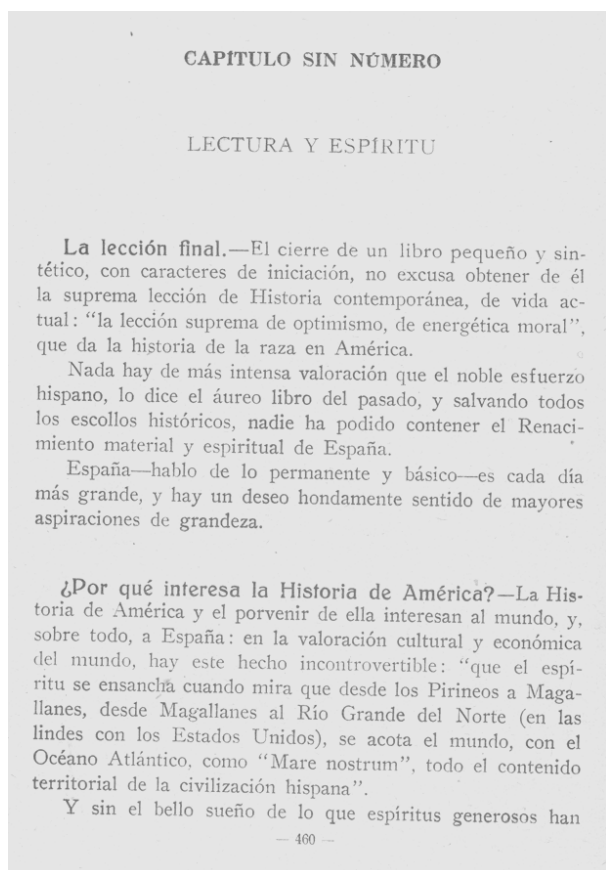 CAPÍTULO SIN NÚMERO
LECTURA Y ESPÍRITU
La lección final.—El cierre de un libro pequeño y sin-
tético, con caracteres de iniciación, no excusa obtener de él
la suprema lección de Historia contemporánea, de vida ac-
tual: “la lección suprema de optimismo, de energética moral”,
que da la historia de la raza en América.
Nada hay de más intensa valoración que el noble esfuerzo
hispano, lo dice el áureo libro del pasado, y salvando todos
los escollos históricos, nadie ha podido contener el Renaci-
miento material y espiritual de España.
España—hablo de lo permanente y básico—es cada día
más grande, y hay un deseo hondamente sentido de mayores
aspiraciones de grandeza.
¿Por qué interesa la Historia de América?—La His-
toria de América y el porvenir de ella interesan al mundo, y,
sobre todo, a España: en la valoración cultural y económica
del mundo, hay este hecho incontrovertible: “que el espí-
ritu se ensancha cuando mira que desde los Pirineos a Maga-
llanes, desde Magallanes al Río Grande del Norte (en las
lindes con los Estados Unidos), se acota el mundo, con el
Océano Atlántico, como “Mare nostrum”, todo el contenido
territorial de la civilización hispana”.
Y sin el bello sueño de lo que espíritus generosos han
— 460 —